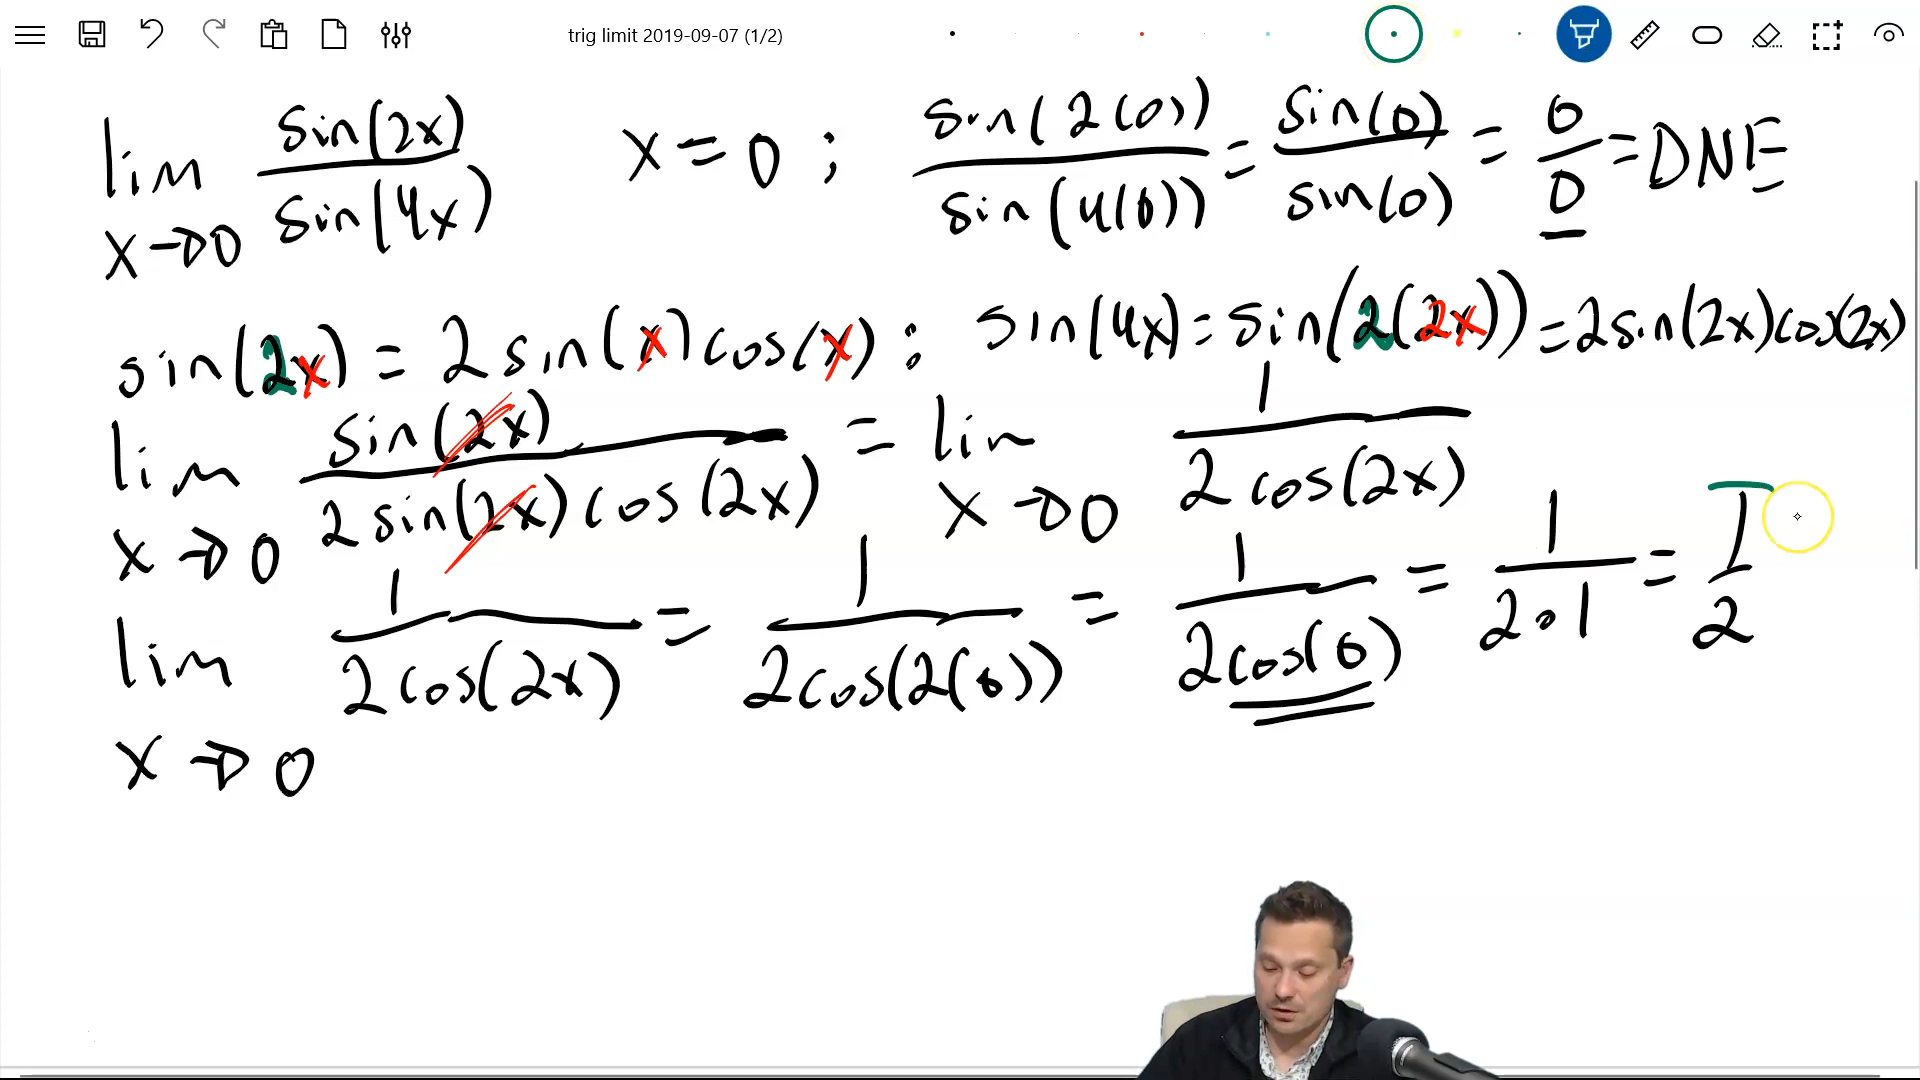 trig limit 2019-09-07 (1/2)
lim x→0 sin(2x)/sin(4x)   x = 0 ;   sin(2(0))/sin(4(0)) = sin(0)/sin(0) = 0/0 = DNE
sin(2x) = 2sin(x)cos(x) ; sin(4x) = sin(2(2x)) = 2sin(2x)cos(2x)
lim x→0 sin(2x)/2sin(2x)cos(2x) = lim x→0 1/2cos(2x)
lim x→0 1/2cos(2x) = 1/2cos(2(0)) = 1/2cos(0) = 1/2·1 = 1/2